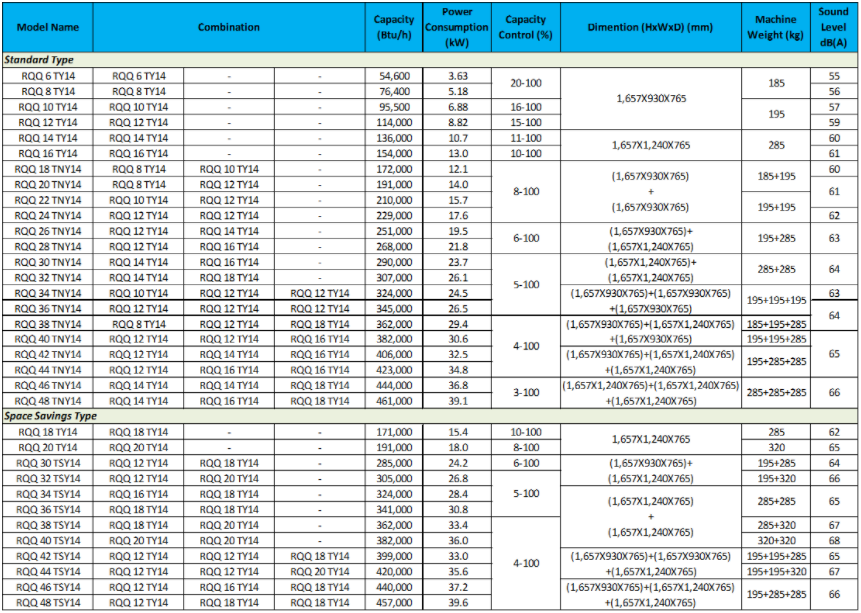 Model Name Combination Capacity (Btu/h) Power Consumption (kW) Capacity Control (%) Dimention (HxWxD) (mm) Machine Weight (kg) Sound Level dB(A)
Standard Type
RQQ 6 TY14 RQQ 6 TY14 - - 54,600 3.63 20-100 1,657X930X765 185 55
RQQ 8 TY14 RQQ 8 TY14 - - 76,400 5.18 56
RQQ 10 TY14 RQQ 10 TY14 - - 95,500 6.88 16-100 195 57
RQQ 12 TY14 RQQ 12 TY14 - - 114,000 8.82 15-100 59
RQQ 14 TY14 RQQ 14 TY14 - - 136,000 10.7 11-100 1,657X1,240X765 285 60
RQQ 16 TY14 RQQ 16 TY14 - - 154,000 13.0 10-100 61
RQQ 18 TNY14 RQQ 8 TY14 RQQ 10 TY14 - 172,000 12.1 8-100 (1,657X930X765) 185+195 60
RQQ 20 TNY14 RQQ 8 TY14 RQQ 12 TY14 - 191,000 14.0 + 61
RQQ 22 TNY14 RQQ 10 TY14 RQQ 12 TY14 - 210,000 15.7 (1,657X930X765) 195+195
RQQ 24 TNY14 RQQ 12 TY14 RQQ 12 TY14 - 229,000 17.6 62
RQQ 26 TNY14 RQQ 12 TY14 RQQ 14 TY14 - 251,000 19.5 6-100 (1,657X930X765)+ 195+285 63
RQQ 28 TNY14 RQQ 12 TY14 RQQ 16 TY14 - 268,000 21.8 (1,657X1,240X765)
RQQ 30 TNY14 RQQ 14 TY14 RQQ 16 TY14 - 290,000 23.7 5-100 (1,657X1,240X765)+ 285+285 64
RQQ 32 TNY14 RQQ 14 TY14 RQQ 18 TY14 - 307,000 26.1 (1,657X1,240X765)
RQQ 34 TNY14 RQQ 10 TY14 RQQ 12 TY14 RQQ 12 TY14 324,000 24.5 (1,657X930X765)+(1,657X930X765) 195+195+195 63
RQQ 36 TNY14 RQQ 12 TY14 RQQ 12 TY14 RQQ 12 TY14 345,000 26.5 +(1,657X930X765) 64
RQQ 38 TNY14 RQQ 8 TY14 RQQ 12 TY14 RQQ 18 TY14 362,000 29.4 4-100 (1,657X930X765)+(1,657X1,240X765) 185+195+285
RQQ 40 TNY14 RQQ 12 TY14 RQQ 12 TY14 RQQ 16 TY14 382,000 30.6 +(1,657X930X765) 195+195+285 65
RQQ 42 TNY14 RQQ 12 TY14 RQQ 14 TY14 RQQ 16 TY14 406,000 32.5 (1,657X930X765)+(1,657X1,240X765) 195+285+285
RQQ 44 TNY14 RQQ 12 TY14 RQQ 16 TY14 RQQ 16 TY14 423,000 34.8 +(1,657X1,240X765)
RQQ 46 TNY14 RQQ 14 TY14 RQQ 14 TY14 RQQ 18 TY14 444,000 36.8 3-100 (1,657X1,240X765)+(1,657X1,240X765) 285+285+285 66
RQQ 48 TNY14 RQQ 14 TY14 RQQ 16 TY14 RQQ 18 TY14 461,000 39.1 +(1,657X1,240X765)
Space Savings Type
RQQ 18 TY14 RQQ 18 TY14 - - 171,000 15.4 10-100 1,657X1,240X765 285 62
RQQ 20 TY14 RQQ 20 TY14 - - 191,000 18.0 8-100 320 65
RQQ 30 TSY14 RQQ 12 TY14 RQQ 18 TY14 - 285,000 24.2 6-100 (1,657X930X765)+ 195+285 64
RQQ 32 TSY14 RQQ 12 TY14 RQQ 20 TY14 - 305,000 26.8 5-100 (1,657X1,240X765) 195+320 66
RQQ 34 TSY14 RQQ 16 TY14 RQQ 18 TY14 - 324,000 28.4 (1,657X1,240X765) 285+285 65
RQQ 36 TSY14 RQQ 18 TY14 RQQ 18 TY14 - 341,000 30.8 +
RQQ 38 TSY14 RQQ 18 TY14 RQQ 20 TY14 - 362,000 33.4 4-100 (1,657X1,240X765) 285+320 67
RQQ 40 TSY14 RQQ 20 TY14 RQQ 20 TY14 - 382,000 36.0 320+320 68
RQQ 42 TSY14 RQQ 12 TY14 RQQ 12 TY14 RQQ 18 TY14 399,000 33.0 (1,657X930X765)+(1,657X930X765) 195+195+285 65
RQQ 44 TSY14 RQQ 12 TY14 RQQ 12 TY14 RQQ 20 TY14 420,000 35.6 +(1,657X1,240X765) 195+195+320 67
RQQ 46 TSY14 RQQ 12 TY14 RQQ 16 TY14 RQQ 18 TY14 440,000 37.2 (1,657X930X765)+(1,657X1,240X765) 195+285+285 66
RQQ 48 TSY14 RQQ 12 TY14 RQQ 18 TY14 RQQ 18 TY14 457,000 39.6 +(1,657X1,240X765)